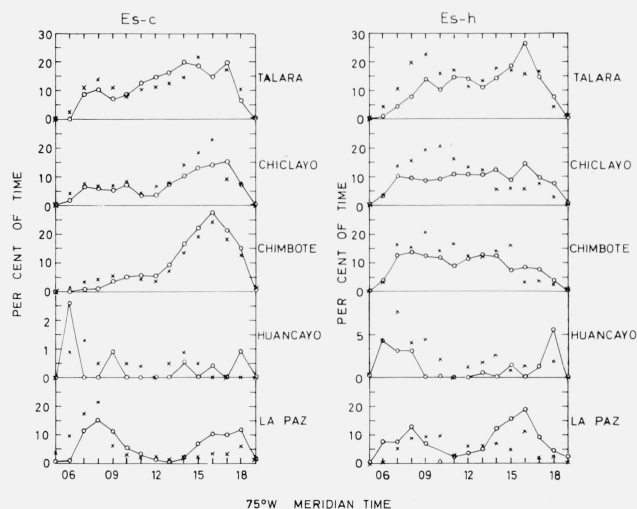 Es-c
Es-h
30
20
10
0
TALARA
20
10
0
CHICLAYO
20
10
0
CHIMBOTE
2
1
0
HUANCAYO
20
10
0
LA PAZ
06 09 12 15 18
PER CENT OF TIME
30
20
10
0
TALARA
20
10
0
CHICLAYO
20
10
0
CHIMBOTE
5
0
HUANCAYO
20
10
0
LA PAZ
06 09 12 15 18
PER CENT OF TIME
75°W MERIDIAN TIME